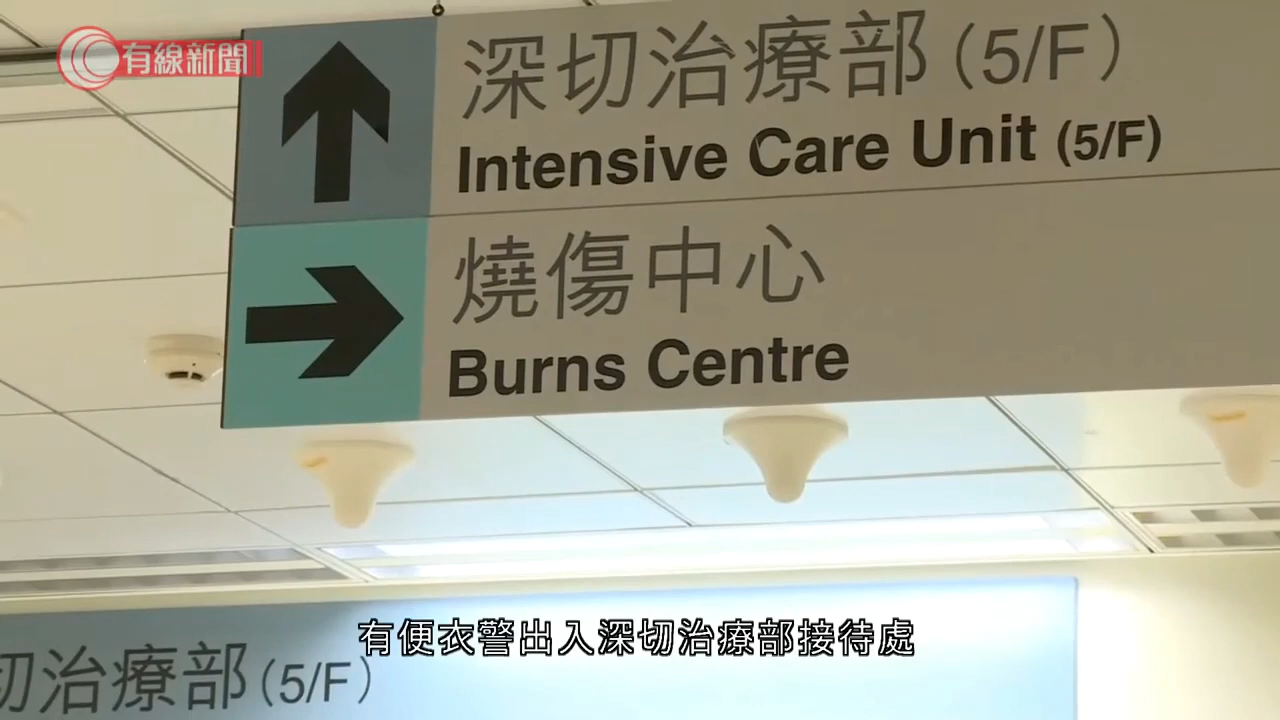 有線新聞
深切治療部(5/F)
Intensive Care Unit (5/F)
燒傷中心
Burns Centre
有便衣警出入深切治療部接待處
切治療部(5/F)